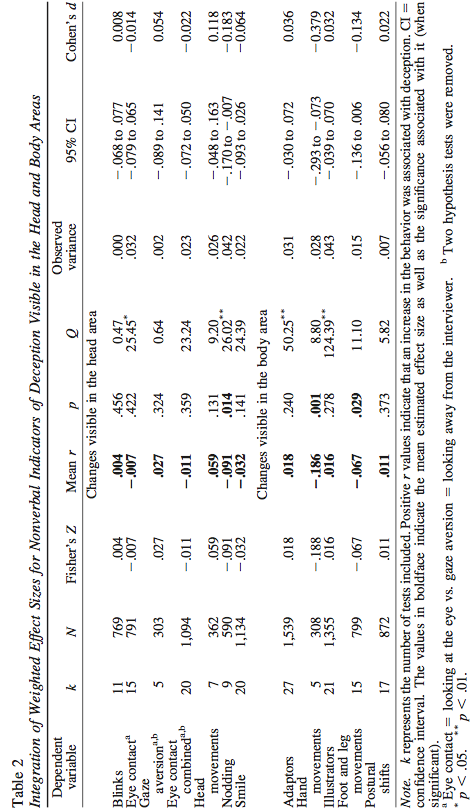 Table 2
Integration of Weighted Effect Sizes for Nonverbal Indicators of Deception Visible in the Head and Body Areas
Dependent variable k N Fisher's Z Mean r p Q Observed variance 95% CI Cohen's d
Changes visible in the head area
Blinks 11 769 .004 .004 .456 0.47 .000 −.068 to .077 0.008
Eye contactᵃ 15 791 −.007 −.007 .422 25.45* .032 −.079 to .065 −0.014
Gaze aversionᵃ,ᵇ 5 303 .027 .027 .324 0.64 .002 −.089 to .141 0.054
Eye contact combinedᵃ,ᵇ 20 1,094 −.011 −.011 .359 23.24 .023 −.072 to .050 −0.022
Head movements 7 362 .059 .059 .131 9.20 .026 −.048 to .163 0.118
Nodding 9 590 −.091 −.091 .014 26.02** .042 −.170 to −.007 −0.183
Smile 20 1,134 −.032 −.032 .141 24.39 .022 −.093 to .026 −0.064
Changes visible in the body area
Adaptors 27 1,539 .018 .018 .240 50.25** .031 −.030 to .072 0.036
Hand movements 5 308 −.188 −.186 .001 8.80 .028 −.293 to −.073 −0.379
Illustrators 21 1,355 .016 .016 .278 124.39** .043 −.039 to .070 0.032
Foot and leg movements 15 799 −.067 −.067 .029 11.10 .015 −.136 to .006 −0.134
Postural shifts 17 872 .011 .011 .373 5.82 .007 −.056 to .080 0.022
Note. k represents the number of tests included. Positive r values indicate that an increase in the behavior was associated with deception. CI =
confidence interval. The values in boldface indicate the mean estimated effect size as well as the significance associated with it (when
significant).
ᵃ Eye contact = looking at the eye vs. gaze aversion = looking away from the interviewer. ᵇ Two hypothesis tests were removed.
* p < .05. ** p < .01.